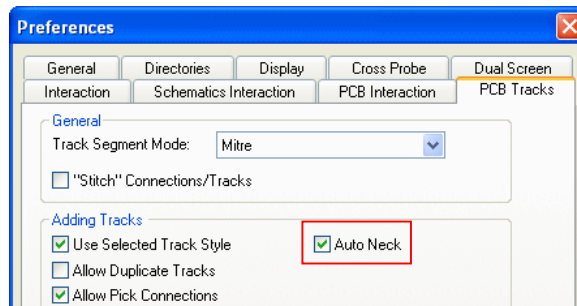 Preferences
General Directories Display Cross Probe Dual Screen
Interaction Schematics Interaction PCB Interaction PCB Tracks
General
Track Segment Mode: Mitre
"Stitch" Connections/Tracks
Adding Tracks
Use Selected Track Style Auto Neck
Allow Duplicate Tracks
Allow Pick Connections